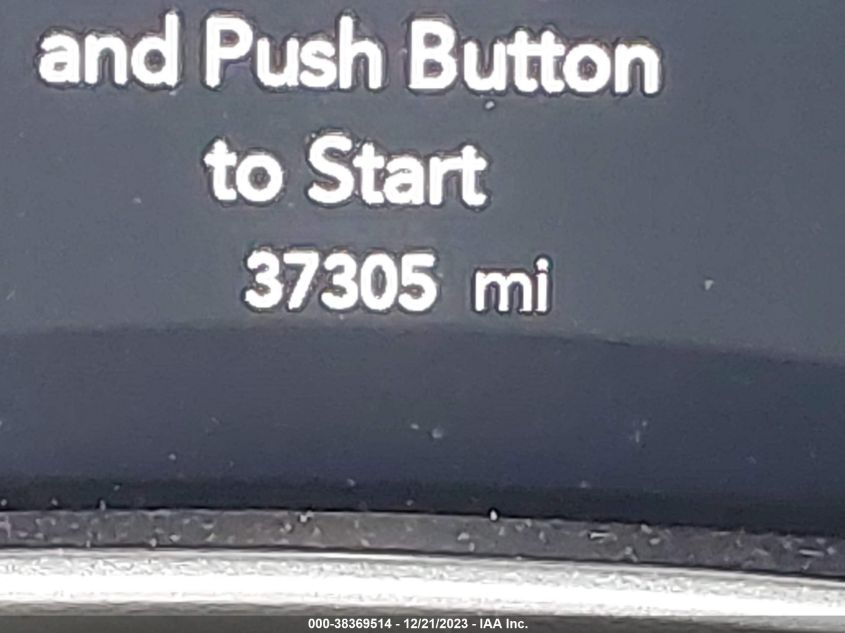 and Push Button
to Start
37305 mi
000-38369514 - 12/21/2023 - IAA Inc.